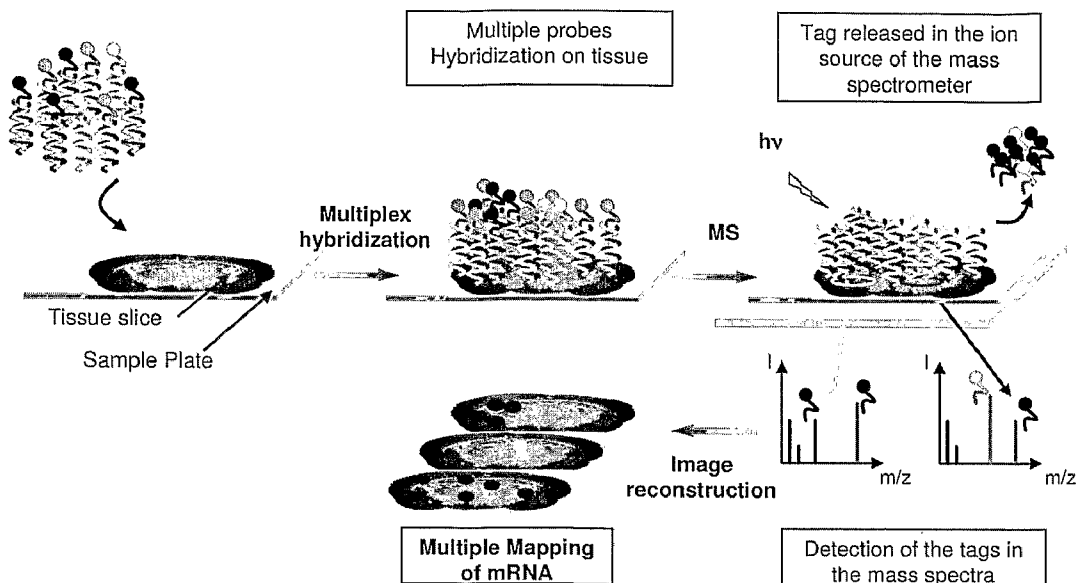 Multiple probes
Hybridization on tissue
Tag released in the ion
source of the mass
spectrometer
hν
Multiplex
hybridization
MS
Tissue slice
Sample Plate
I
I
m/z
m/z
Image
reconstruction
Multiple Mapping
of mRNA
Detection of the tags in
the mass spectra